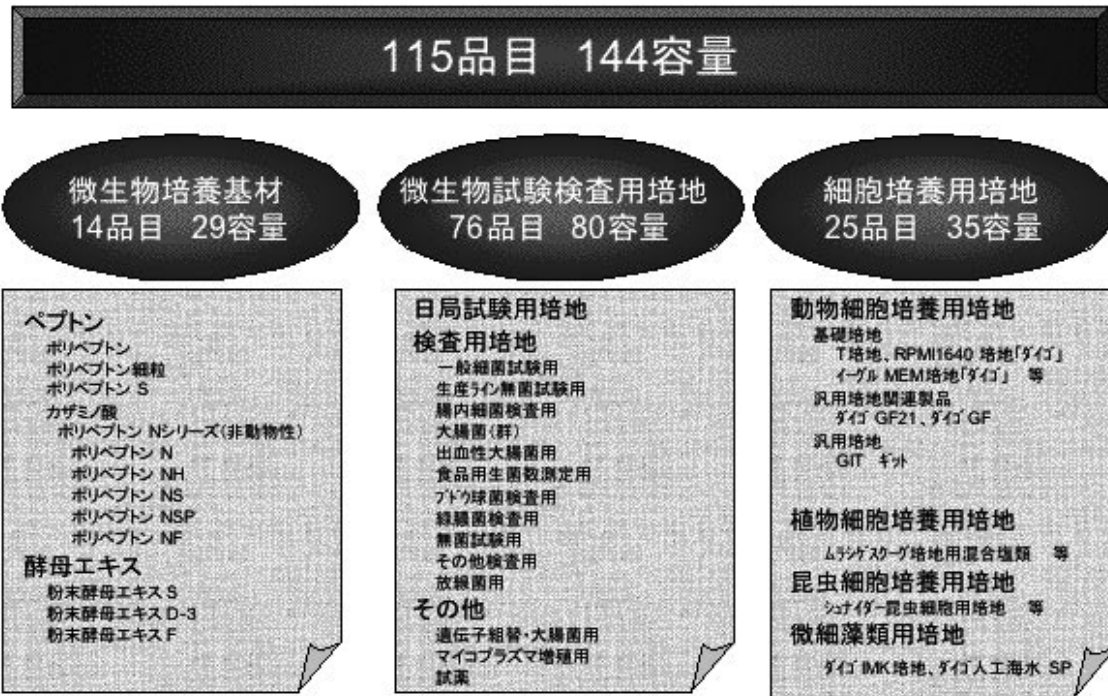 115品目 144容量
微生物培養基材
14品目 29容量
ペプトン
ポリペプトン
ポリペプトン細粒
ポリペプトン S
カザミノ酸
ポリペプトン Nシリーズ(非動物性)
ポリペプトン N
ポリペプトン NH
ポリペプトン NS
ポリペプトン NSP
ポリペプトン NF
酵母エキス
粉末酵母エキス S
粉末酵母エキス D-3
粉末酵母エキス F
微生物試験検査用培地
76品目 80容量
日局試験用培地
検査用培地
一般細菌試験用
生産ライン無菌試験用
腸内細菌検査用
大腸菌(群)
出血性大腸菌用
食品用生菌数測定用
ブドウ球菌検査用
緑膿菌検査用
無菌試験用
その他検査用
放線菌用
その他
遺伝子組替・大腸菌用
マイコプラズマ増殖用
試薬
細胞培養用培地
25品目 35容量
動物細胞培養用培地
基礎培地
T培地、RPMI1640 培地「ダイゴ」
イーグル MEM培地「ダイゴ」 等
汎用培地関連製品
ダイゴ GF21、ダイゴ GF
汎用培地
GIT キット
植物細胞培養用培地
ムラシゲスクーグ培地用混合塩類 等
昆虫細胞培養用培地
シュナイダー昆虫細胞用培地 等
微細藻類用培地
ダイゴ IMK培地、ダイゴ人工海水 SP